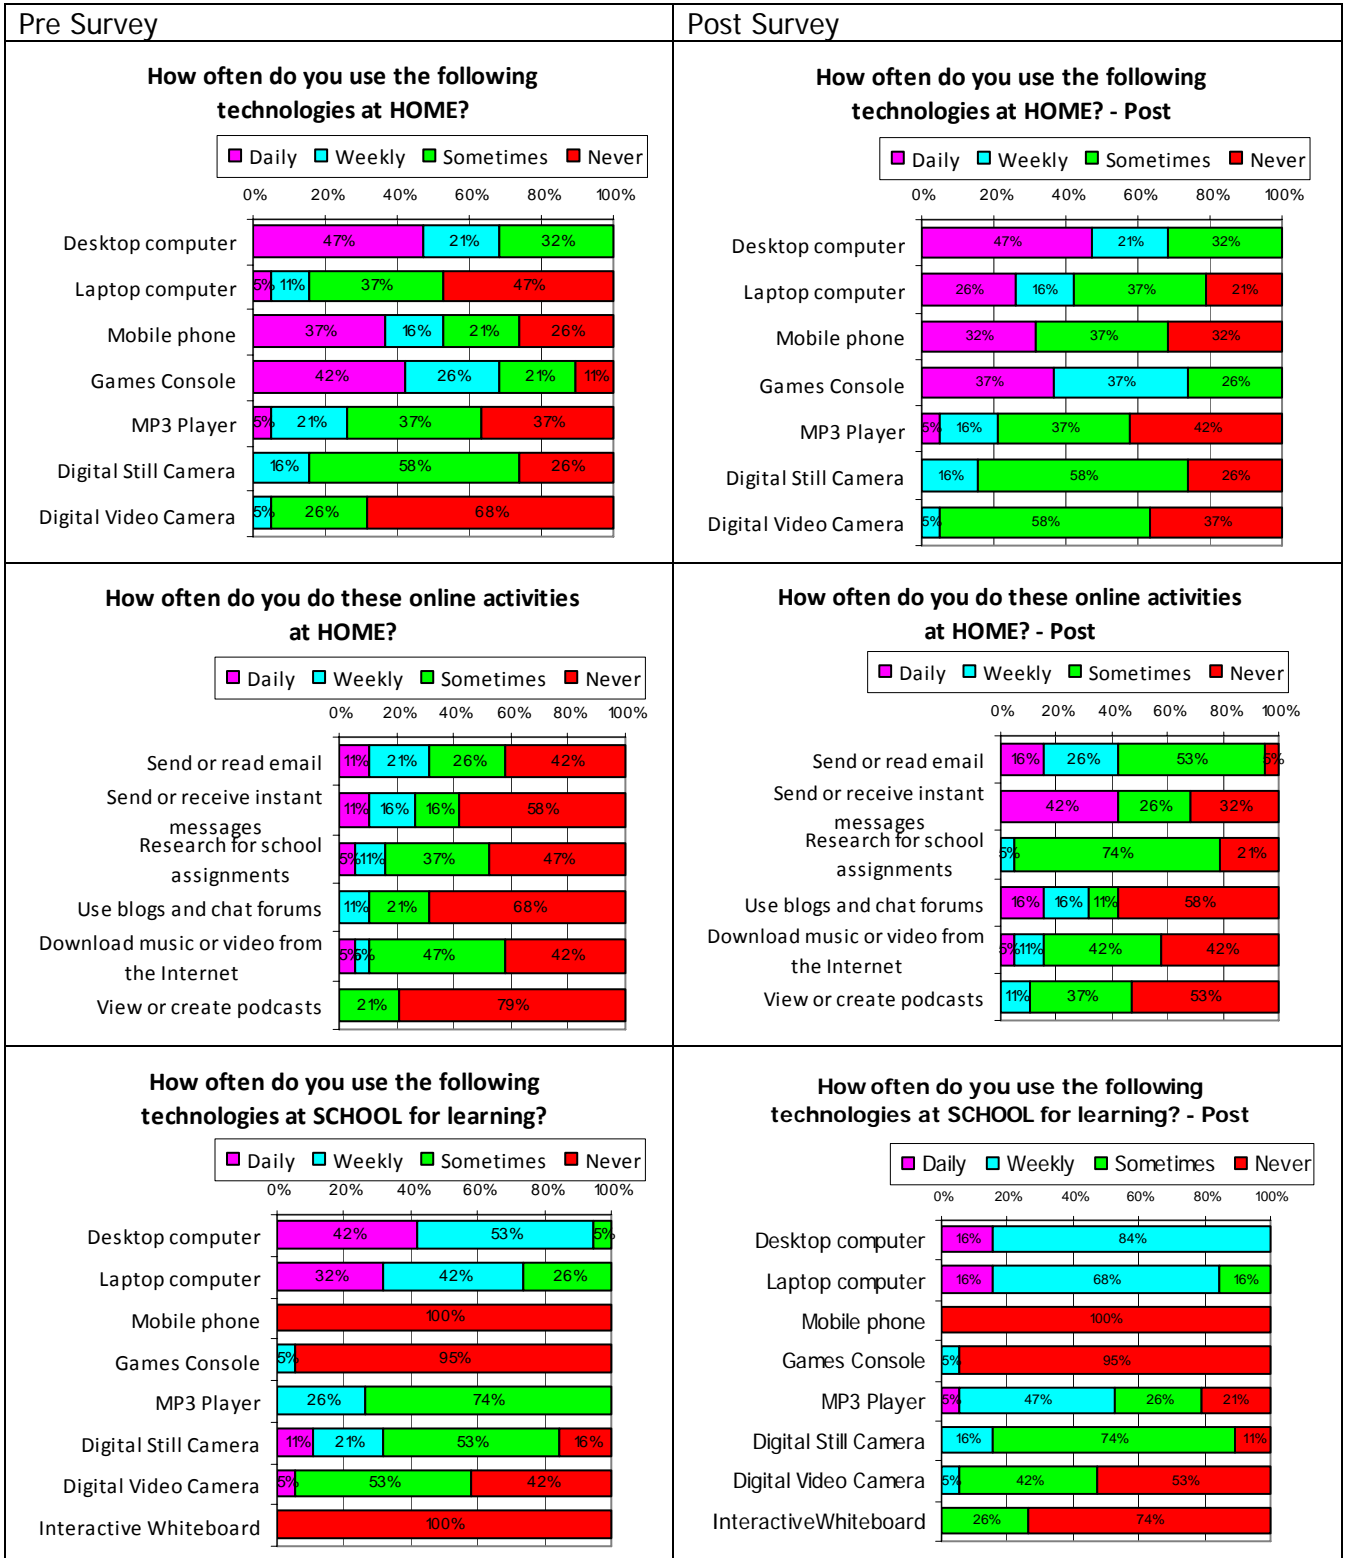 Pre Survey
Post Survey
How often do you use the following
technologies at HOME?
Daily Weekly Sometimes Never
0% 20% 40% 60% 80% 100%
Desktop computer 47% 21% 32%
Laptop computer 5% 11% 37% 47%
Mobile phone 37% 16% 21% 26%
Games Console 42% 26% 21% 11%
MP3 Player 5% 21% 37% 37%
Digital Still Camera 16% 58% 26%
Digital Video Camera 5% 26% 68%
How often do you use the following
technologies at HOME? - Post
Daily Weekly Sometimes Never
0% 20% 40% 60% 80% 100%
Desktop computer 47% 21% 32%
Laptop computer 26% 16% 37% 21%
Mobile phone 32% 37% 32%
Games Console 37% 37% 26%
MP3 Player 5% 16% 37% 42%
Digital Still Camera 16% 58% 26%
Digital Video Camera 5% 58% 37%
How often do you do these online activities
at HOME?
Daily Weekly Sometimes Never
0% 20% 40% 60% 80% 100%
Send or read email 11% 21% 26% 42%
Send or receive instant
messages 11% 16% 16% 58%
Research for school
assignments 5% 11% 37% 47%
Use blogs and chat forums 11% 21% 68%
Download music or video from
the Internet 5% 5% 47% 42%
View or create podcasts 21% 79%
How often do you do these online activities
at HOME? - Post
Daily Weekly Sometimes Never
0% 20% 40% 60% 80% 100%
Send or read email 16% 26% 53% 5%
Send or receive instant
messages 42% 26% 32%
Research for school
assignments 5% 74% 21%
Use blogs and chat forums 16% 16% 11% 58%
Download music or video from
the Internet 5% 11% 42% 42%
View or create podcasts 11% 37% 53%
How often do you use the following
technologies at SCHOOL for learning?
Daily Weekly Sometimes Never
0% 20% 40% 60% 80% 100%
Desktop computer 42% 53% 5%
Laptop computer 32% 42% 26%
Mobile phone 100%
Games Console 5% 95%
MP3 Player 26% 74%
Digital Still Camera 11% 21% 53% 16%
Digital Video Camera 5% 53% 42%
Interactive Whiteboard 100%
How often do you use the following
technologies at SCHOOL for learning? - Post
Daily Weekly Sometimes Never
0% 20% 40% 60% 80% 100%
Desktop computer 16% 84%
Laptop computer 16% 68% 16%
Mobile phone 100%
Games Console 5% 95%
MP3 Player 5% 47% 26% 21%
Digital Still Camera 16% 74% 11%
Digital Video Camera 5% 42% 53%
InteractiveWhiteboard 26% 74%